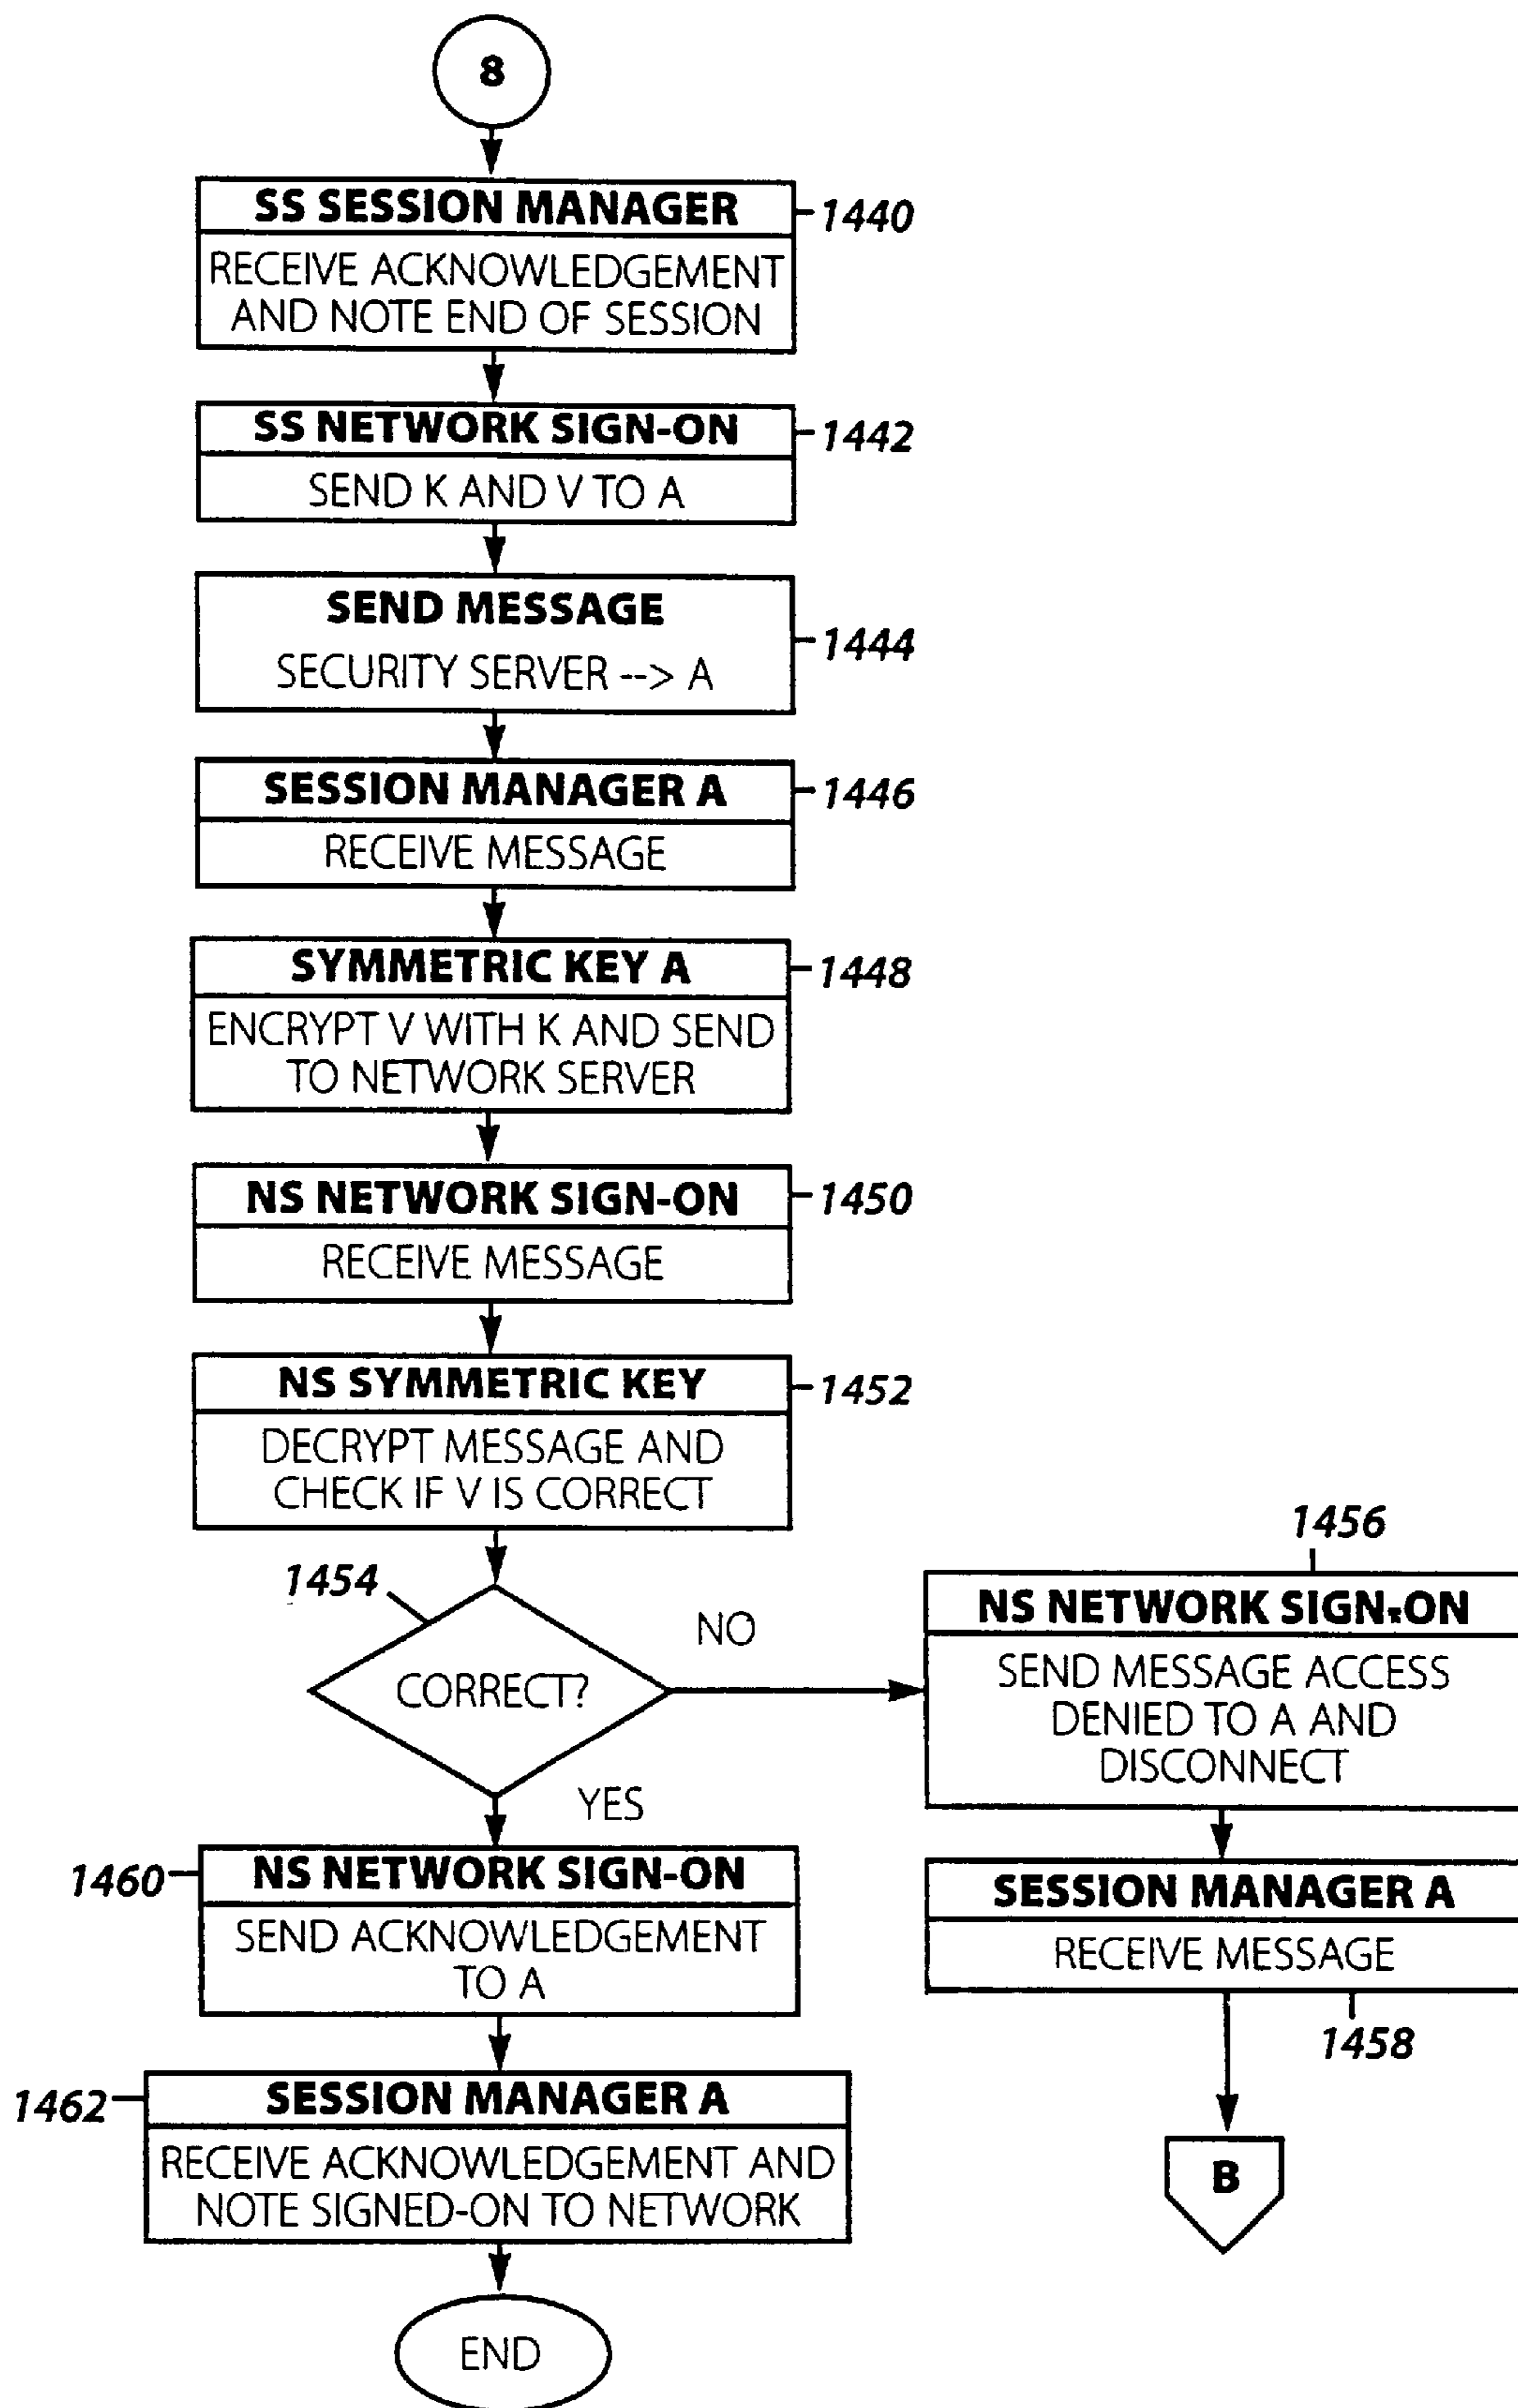 8
SS SESSION MANAGER
1440
RECEIVE ACKNOWLEDGEMENT
AND NOTE END OF SESSION
SS NETWORK SIGN-ON
1442
SEND K AND V TO A
SEND MESSAGE
1444
SECURITY SERVER --> A
SESSION MANAGER A
1446
RECEIVE MESSAGE
SYMMETRIC KEY A
1448
ENCRYPT V WITH K AND SEND
TO NETWORK SERVER
NS NETWORK SIGN-ON
1450
RECEIVE MESSAGE
NS SYMMETRIC KEY
1452
DECRYPT MESSAGE AND
CHECK IF V IS CORRECT
1454
CORRECT?
NO
YES
1456
NS NETWORK SIGN-ON
SEND MESSAGE ACCESS
DENIED TO A AND
DISCONNECT
SESSION MANAGER A
RECEIVE MESSAGE
1458
B
1460
NS NETWORK SIGN-ON
SEND ACKNOWLEDGEMENT
TO A
1462
SESSION MANAGER A
RECEIVE ACKNOWLEDGEMENT AND
NOTE SIGNED-ON TO NETWORK
END